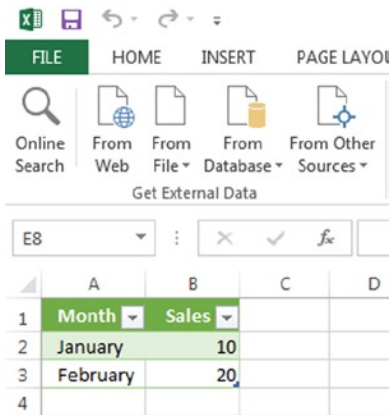 FILE HOME INSERT PAGE LAYOU
Online Search
From Web
From File
From Database
From Other Sources
Get External Data
E8 fx
A B C D
1 Month Sales
2 January 10
3 February 20
4